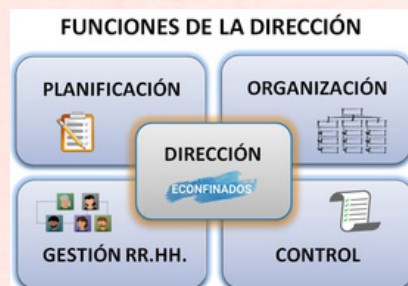 FUNCIONES DE LA DIRECCIÓN
PLANIFICACIÓN
ORGANIZACIÓN
DIRECCIÓN
ECONFINADOS
GESTIÓN RR.HH.
CONTROL